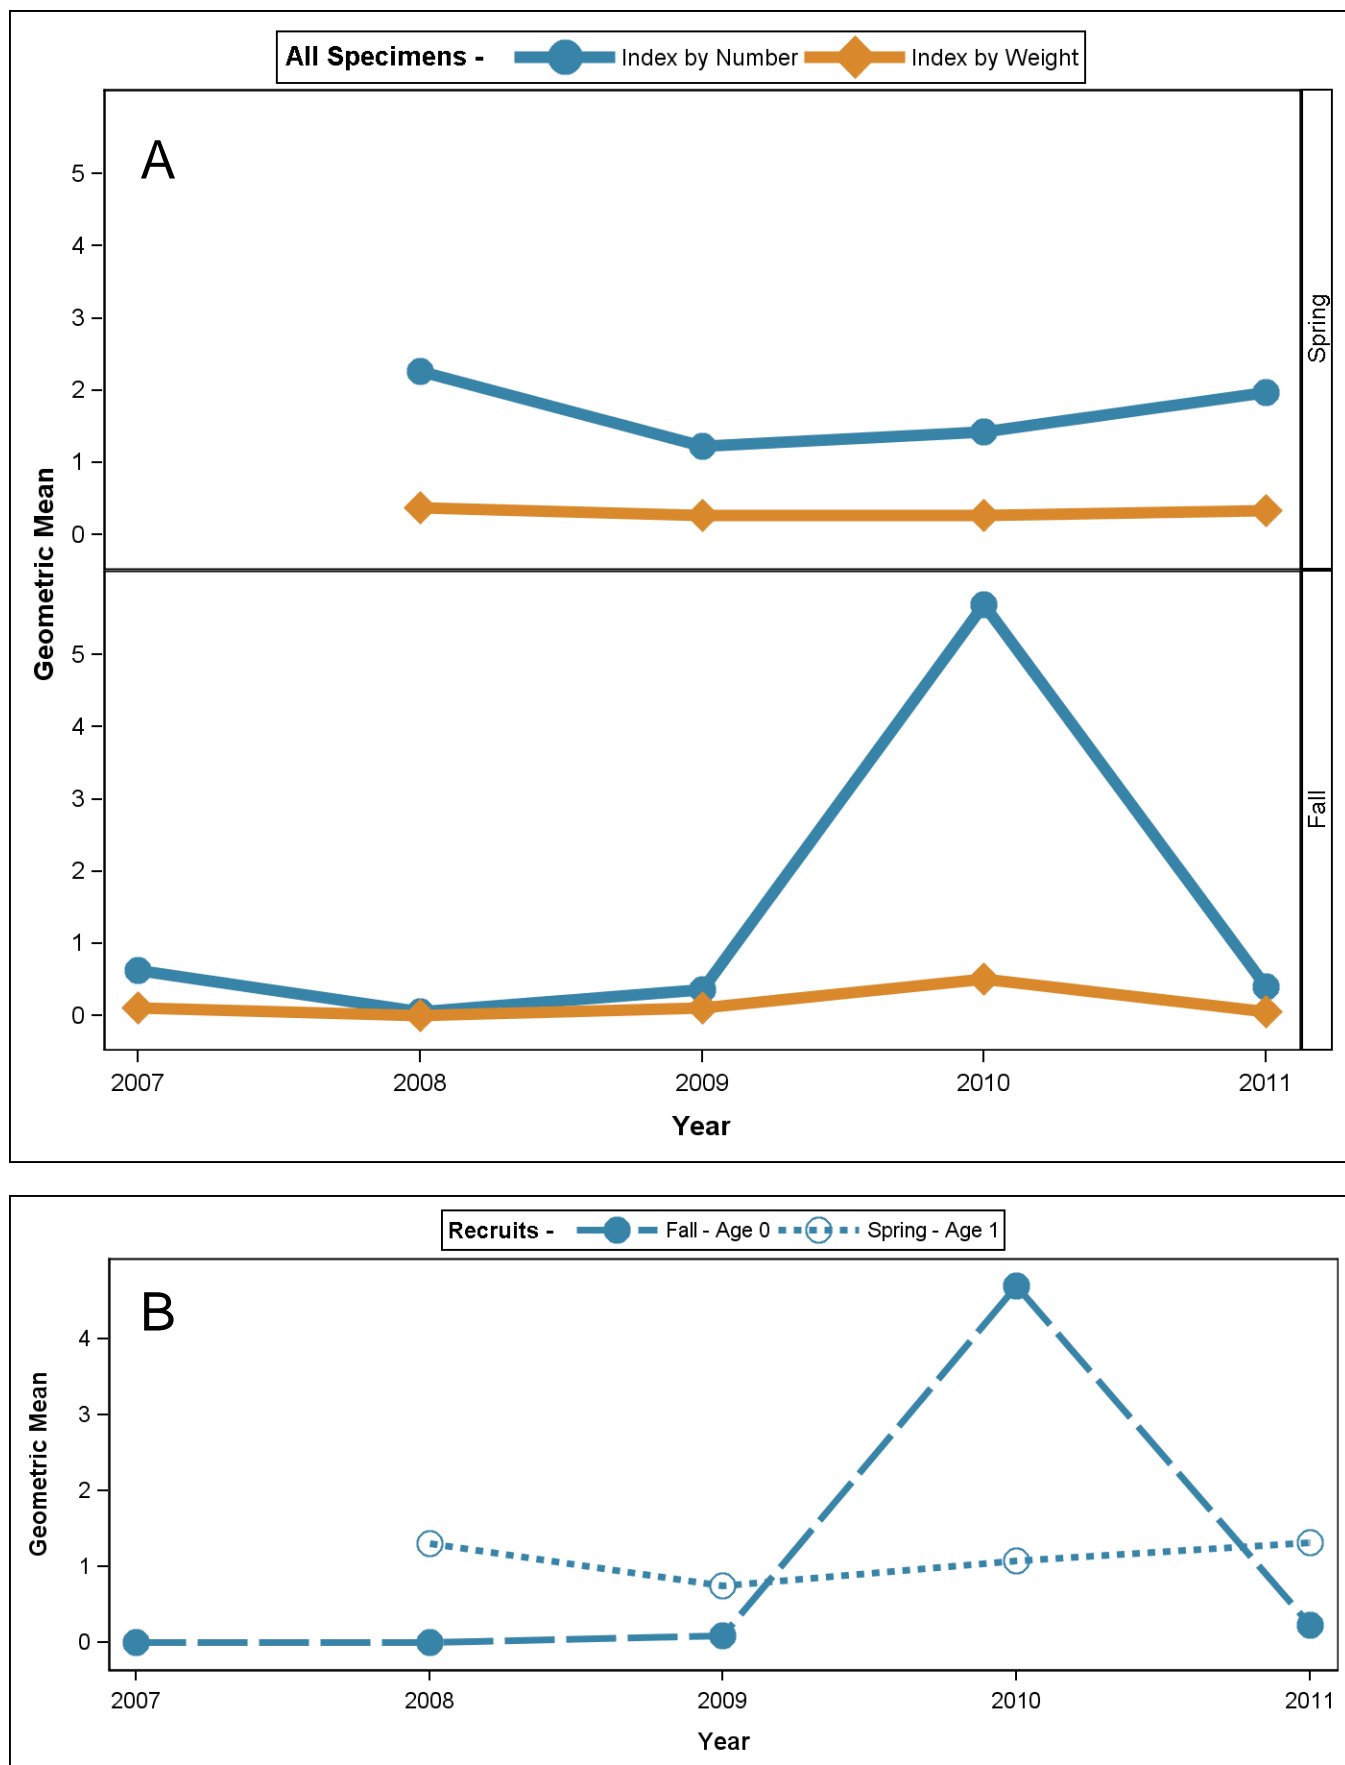 All Specimens - Index by Number Index by Weight
A
5
4
3
2
1
0
Spring
Geometric Mean
5
4
3
2
1
0
Fall
2007 2008 2009 2010 2011
Year
Recruits - Fall - Age 0 Spring - Age 1
B
4
3
2
1
0
Geometric Mean
2007 2008 2009 2010 2011
Year